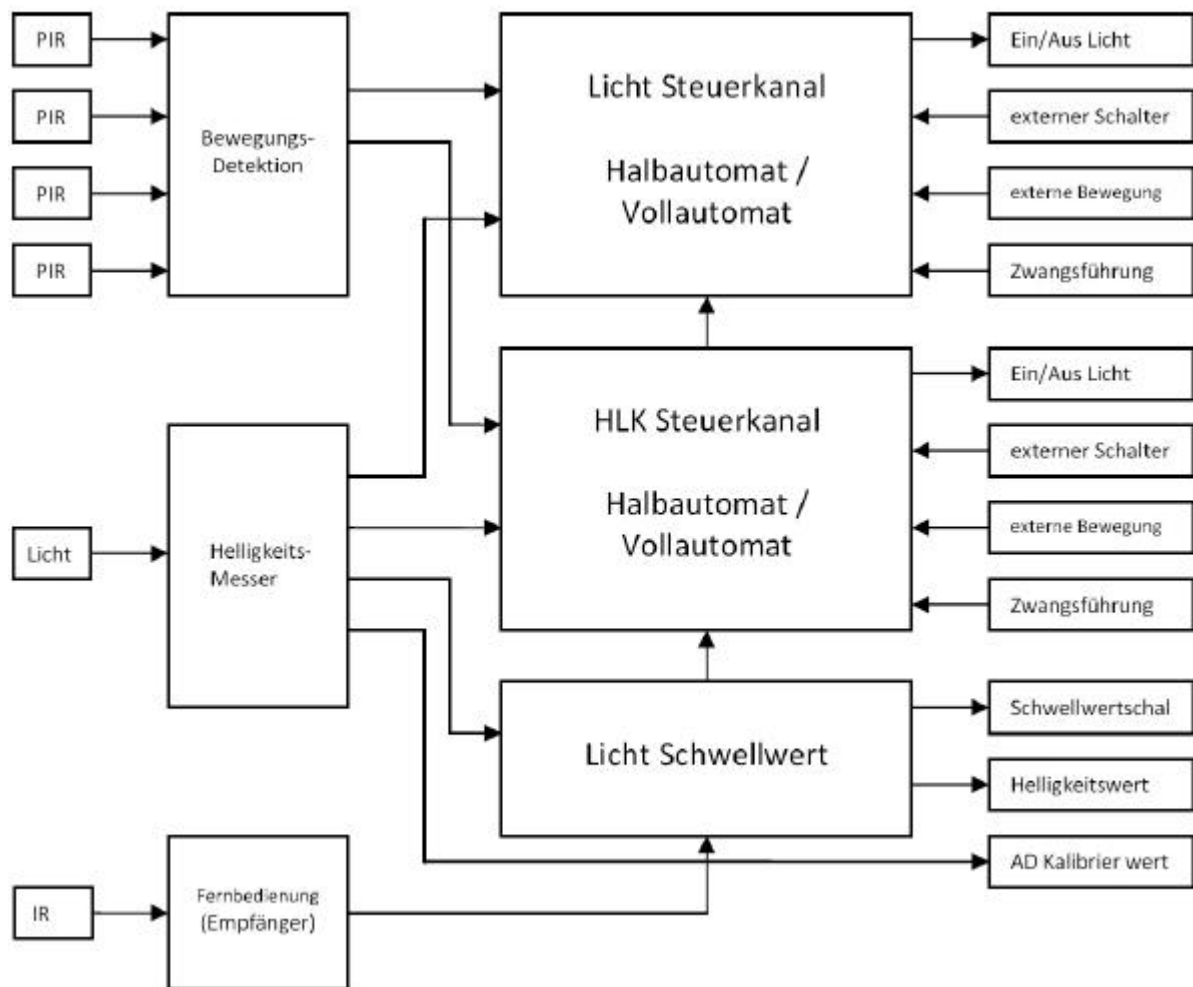 PIR
PIR
PIR
PIR
Bewegungs-
Detektion
Licht Steuerkanal
Halbautomat /
Vollautomat
Ein/Aus Licht
externer Schalter
externe Bewegung
Zwangsführung
Licht
Helligkeits-
Messer
HLK Steuerkanal
Halbautomat /
Vollautomat
Ein/Aus Licht
externer Schalter
externe Bewegung
Zwangsführung
Licht Schwellwert
Schwellwertschal
Helligkeitswert
AD Kalibrier wert
IR
Fernbedienung
(Empfänger)